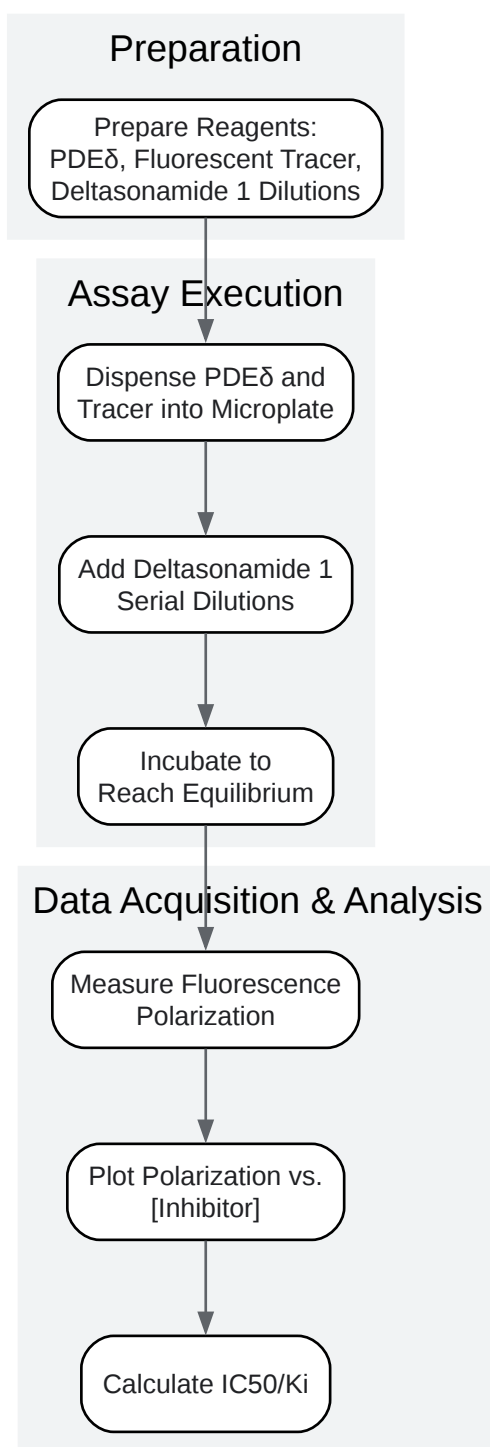 Preparation
Prepare Reagents:
PDEδ, Fluorescent Tracer,
Deltasonamide 1 Dilutions
Assay Execution
Dispense PDEδ and
Tracer into Microplate
Add Deltasonamide 1
Serial Dilutions
Incubate to
Reach Equilibrium
Data Acquisition & Analysis
Measure Fluorescence
Polarization
Plot Polarization vs.
[Inhibitor]
Calculate IC50/Ki